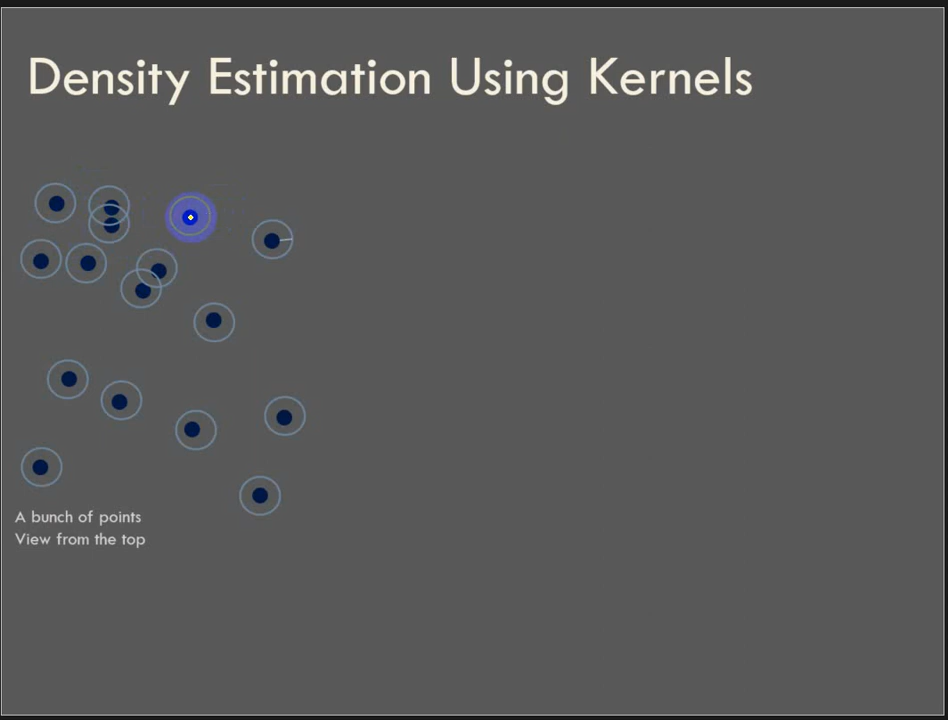 Density Estimation Using Kernels
A bunch of points
View from the top